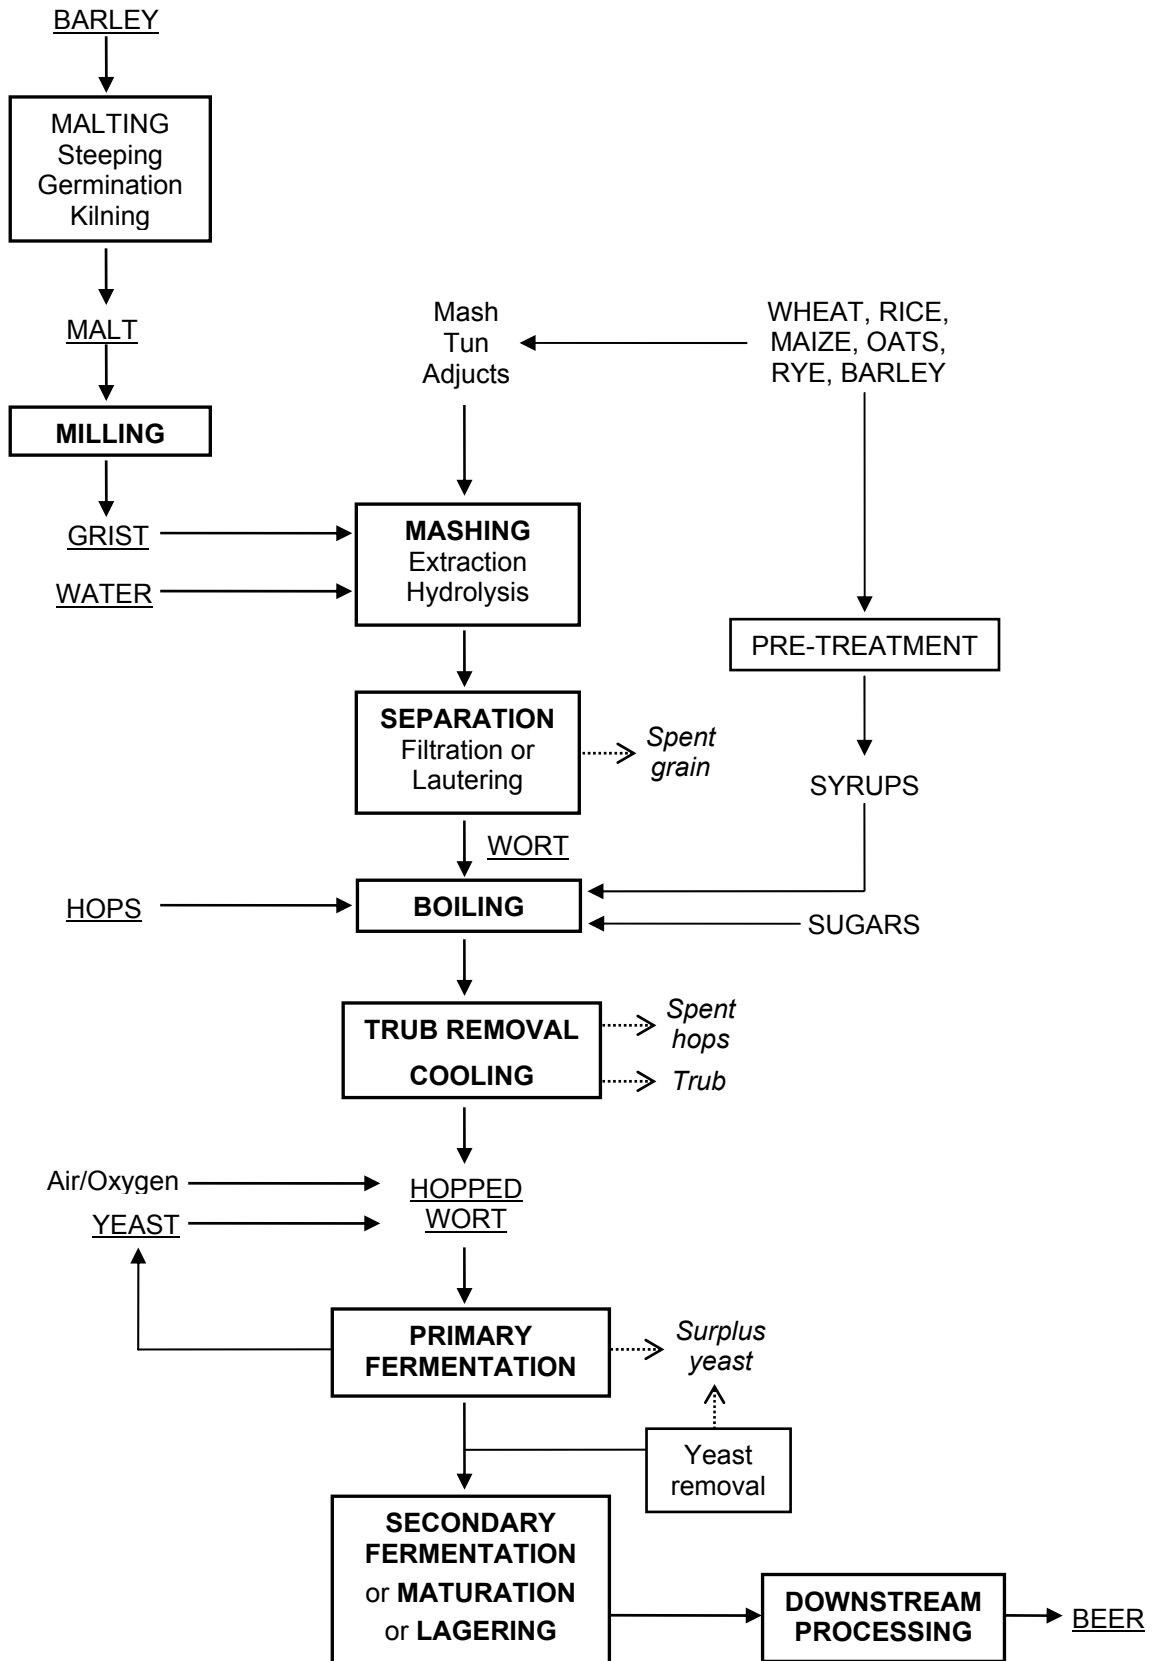 BARLEY
MALTING
Steeping
Germination
Kilning
MALT
Mash
Tun
Adjucts
WHEAT, RICE,
MAIZE, OATS,
RYE, BARLEY
MILLING
GRIST
WATER
MASHING
Extraction
Hydrolysis
PRE-TREATMENT
SEPARATION
Filtration or
Lautering
Spent
grain
SYRUPS
WORT
HOPS
BOILING
SUGARS
TRUB REMOVAL
COOLING
Spent
hops
Trub
Air/Oxygen
YEAST
HOPPED
WORT
PRIMARY
FERMENTATION
Surplus
yeast
Yeast
removal
SECONDARY
FERMENTATION
or MATURATION
or LAGERING
DOWNSTREAM
PROCESSING
BEER